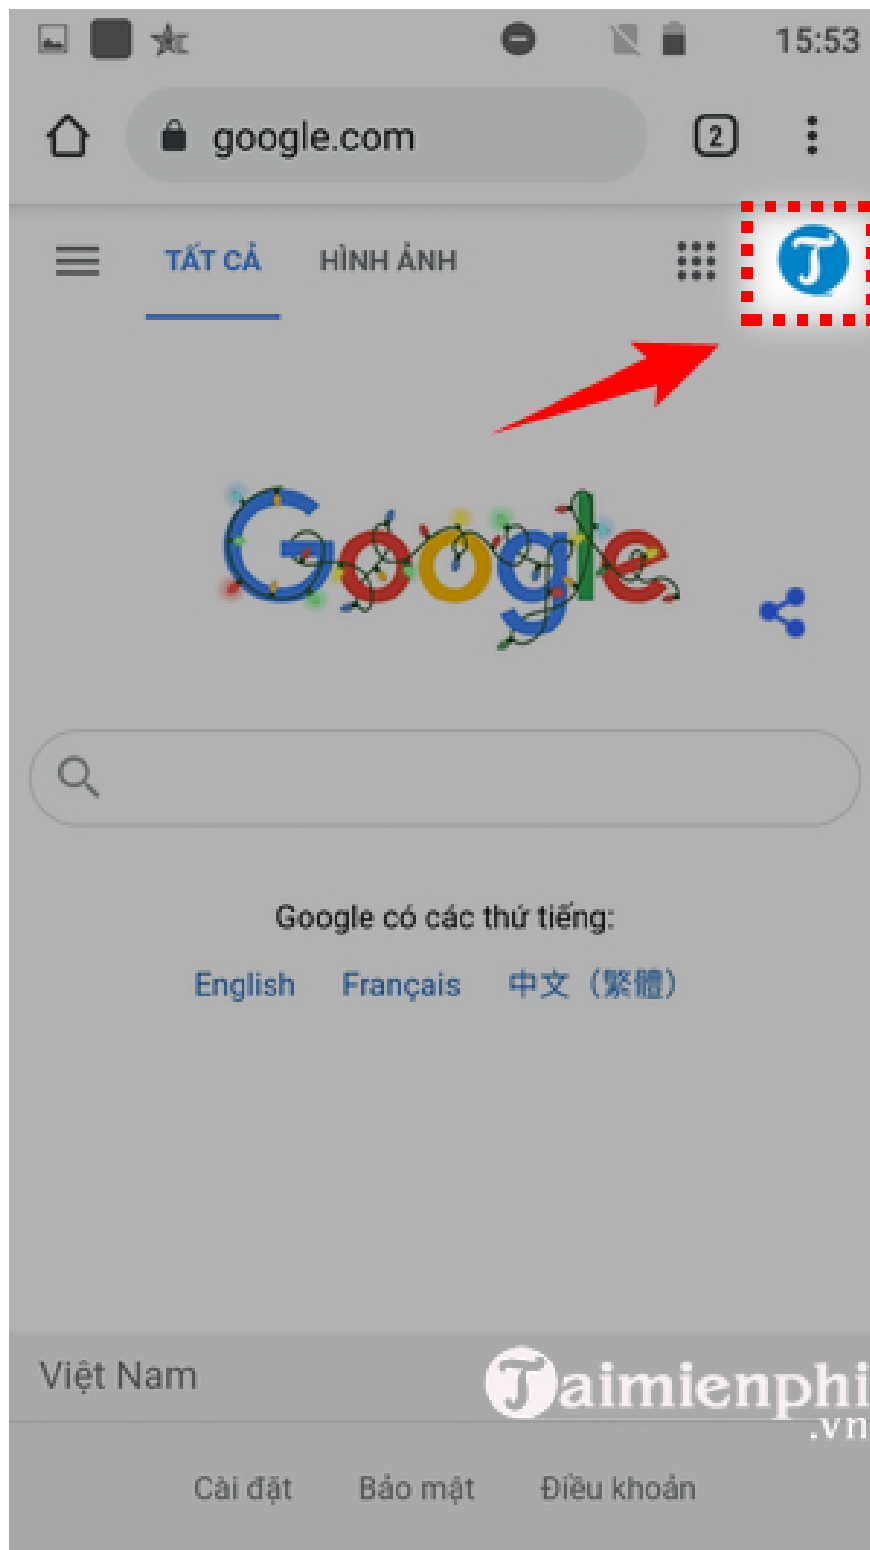 15:53
google.com
2
TẤT CẢ HÌNH ẢNH
T
Google
Google có các thứ tiếng:
English Français 中文（繁體）
Việt Nam
Taimienphi
.vn
Cài đặt Bảo mật Điều khoản